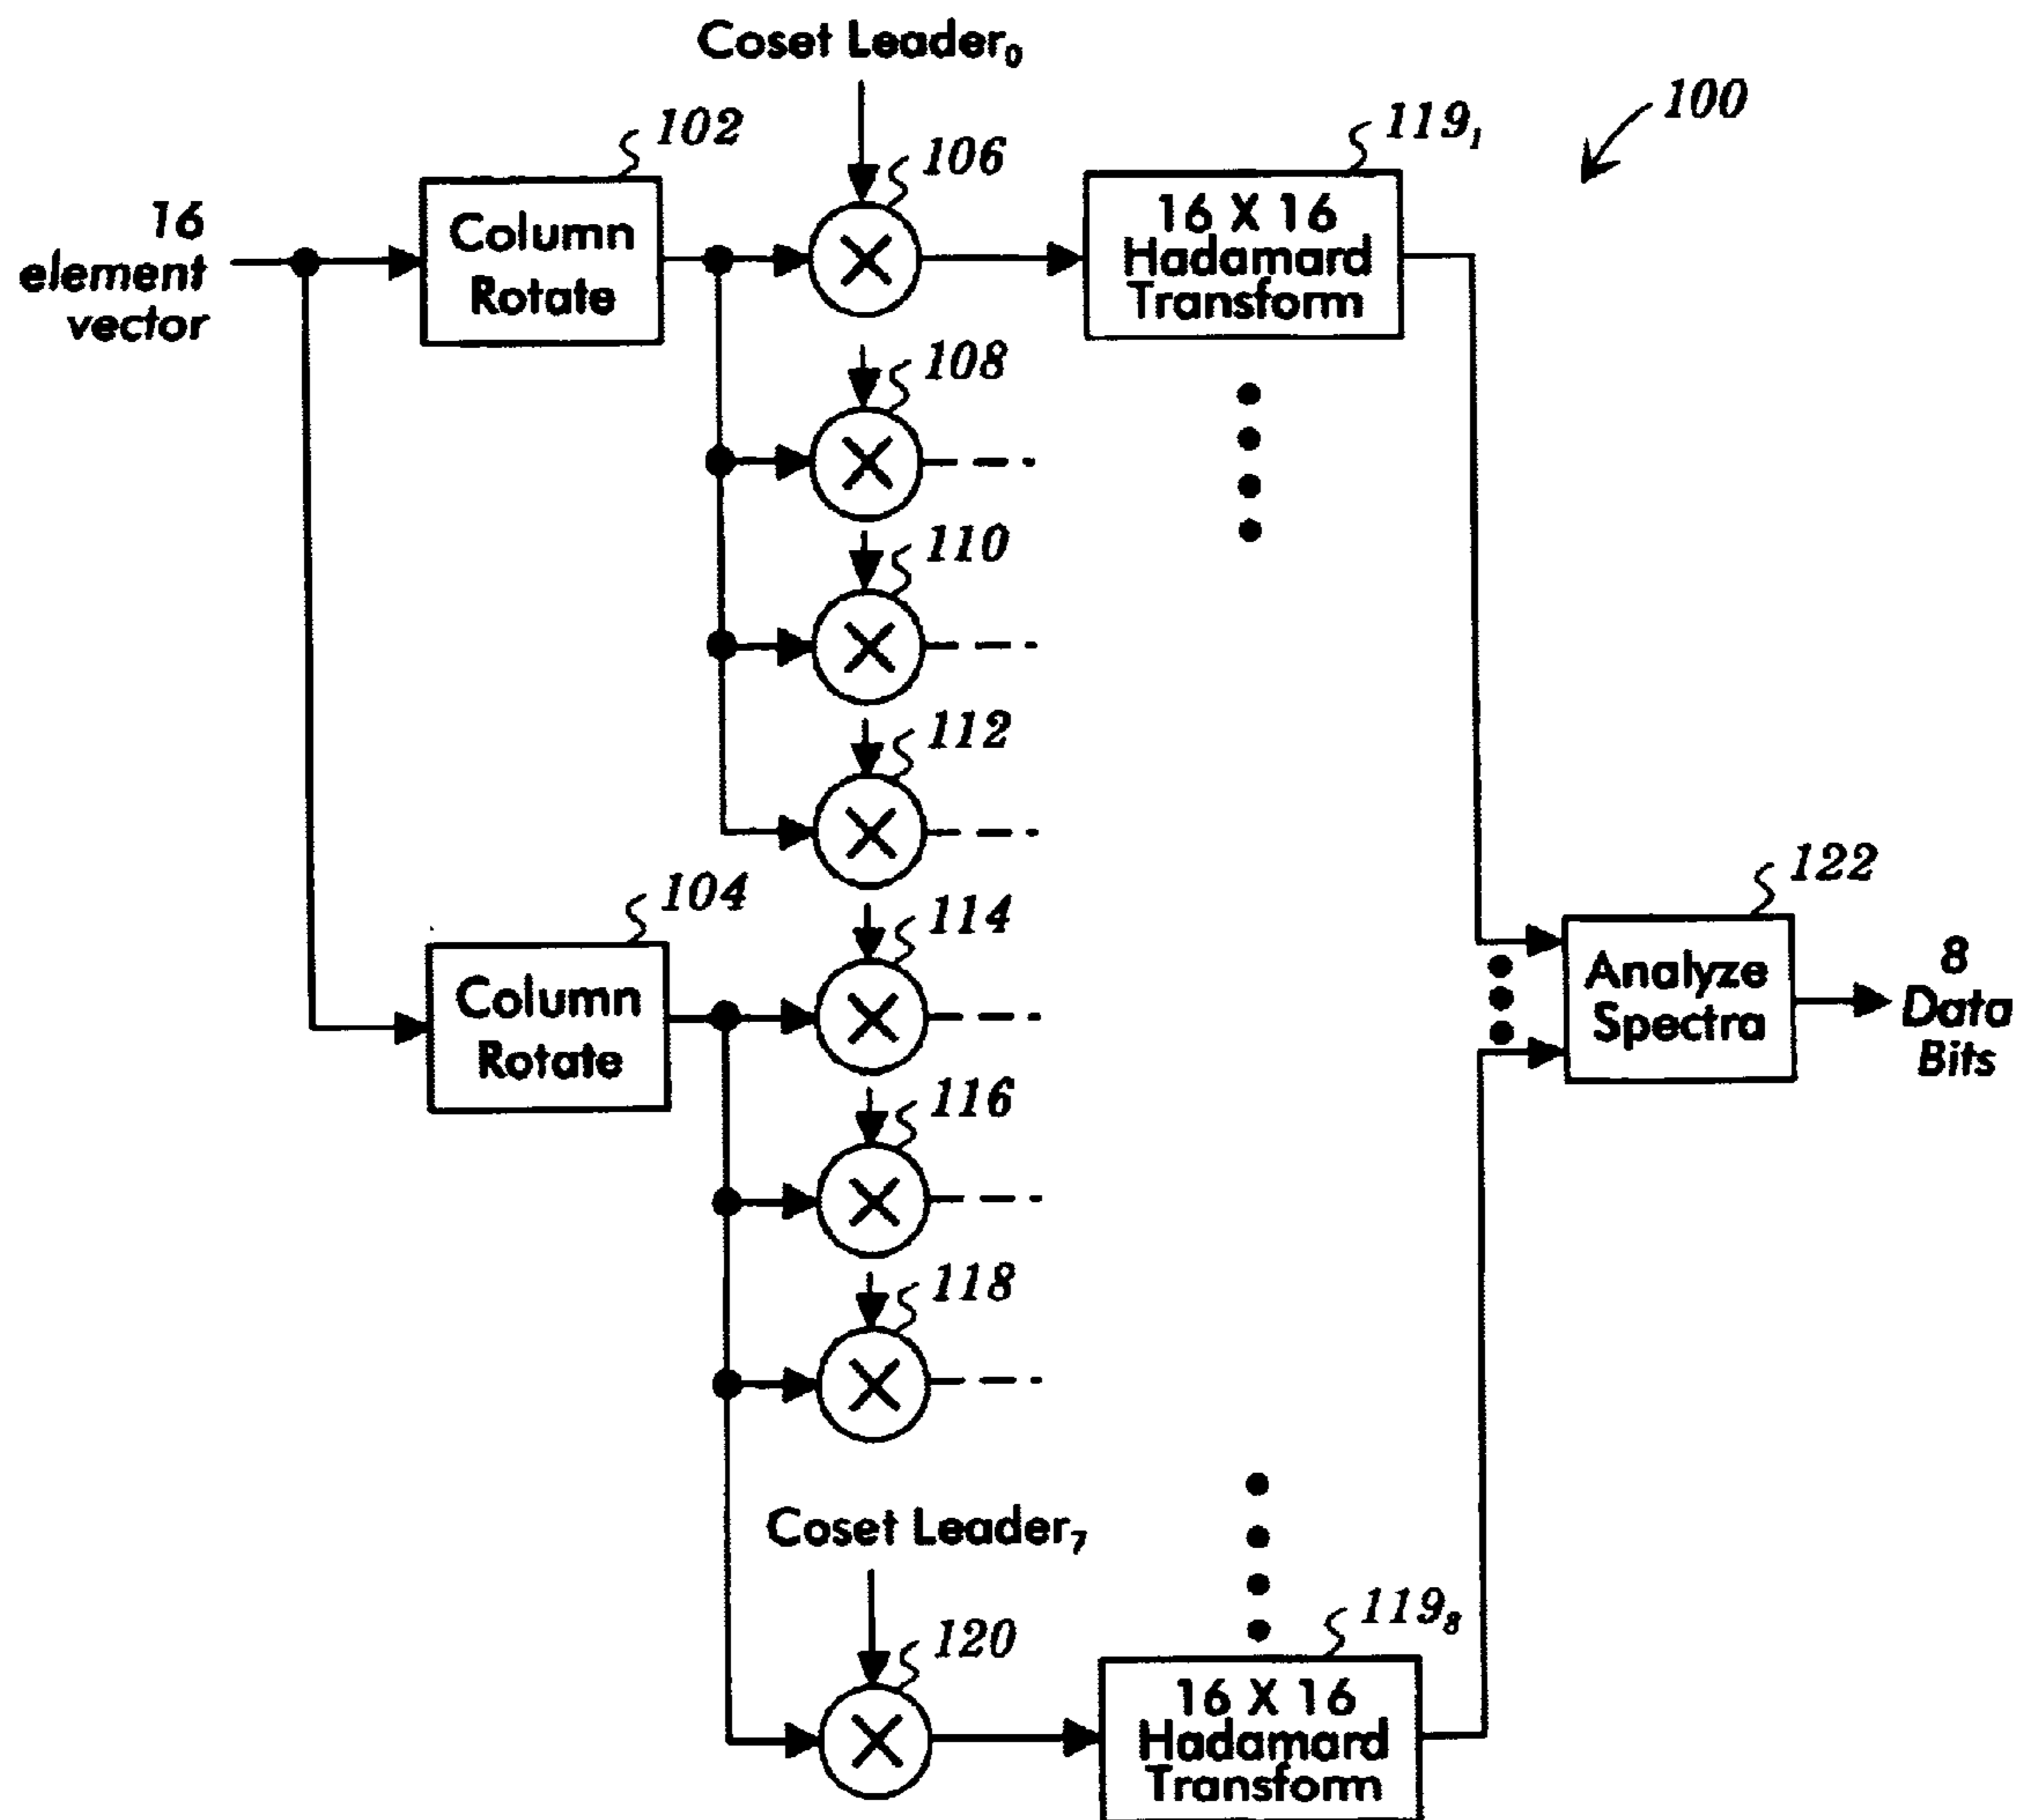 Coset Leader₀
100
102
119₁
106
16
element
vector
Column
Rotate
16 X 16
Hadamard
Transform
108
110
112
104
122
114
Column
Rotate
Analyze
Spectra
8
Data
Bits
116
118
Coset Leader₇
119₈
120
16 X 16
Hadamard
Transform